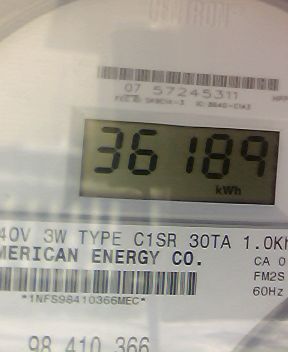 CENTRON
07 57245311
36189
kWh
40V 3W TYPE C1SR 30TA 1.0Kh
MERICAN ENERGY CO.
CA 0
FM2S
60Hz
*1NFS98410366MEC*
98 410 366